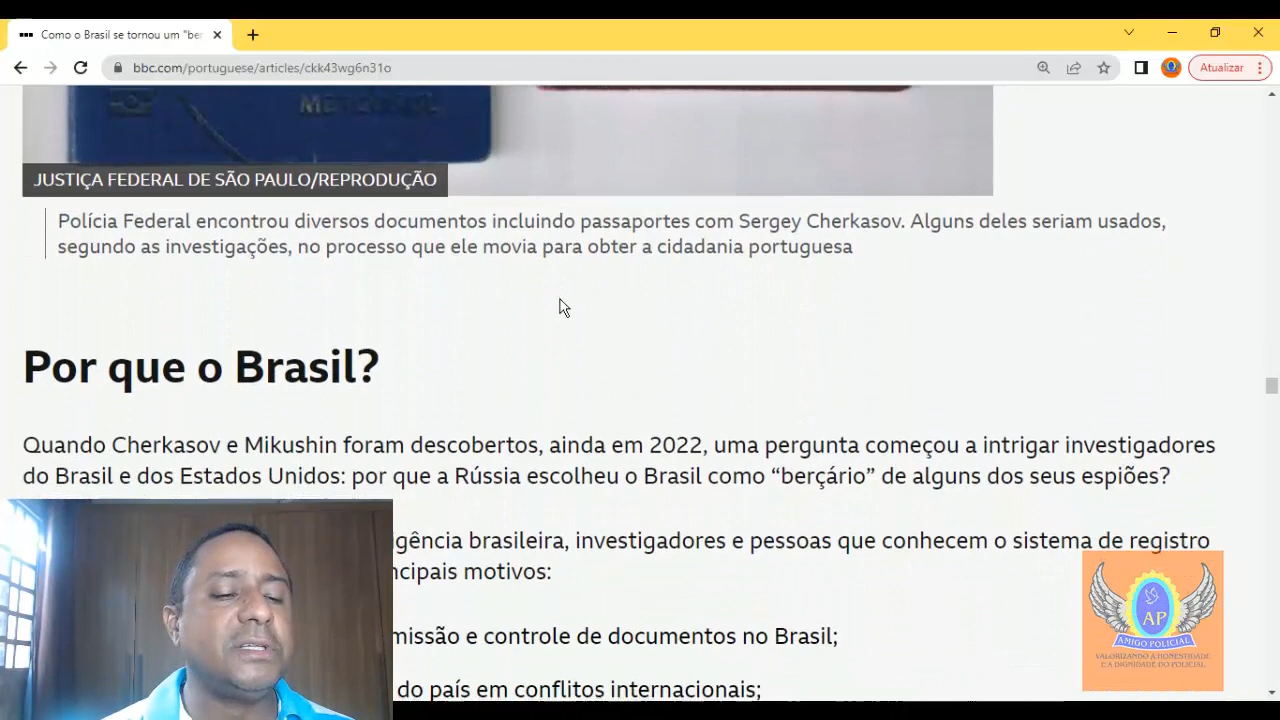 Como o Brasil se tornou um "ber
bbc.com/portuguese/articles/ckk43wg6n31o
Atualizar
MERCOSUL
JUSTIÇA FEDERAL DE SÃO PAULO/REPRODUÇÃO
Polícia Federal encontrou diversos documentos incluindo passaportes com Sergey Cherkasov. Alguns deles seriam usados,
segundo as investigações, no processo que ele movia para obter a cidadania portuguesa
Por que o Brasil?
Quando Cherkasov e Mikushin foram descobertos, ainda em 2022, uma pergunta começou a intrigar investigadores
do Brasil e dos Estados Unidos: por que a Rússia escolheu o Brasil como “berçário” de alguns dos seus espiões?
gência brasileira, investigadores e pessoas que conhecem o sistema de registro
ncipais motivos:
missão e controle de documentos no Brasil;
do país em conflitos internacionais;
AP
AMIGO POLICIAL
VALORIZANDO A HONESTIDADE
E A DIGNIDADE DO POLICIAL